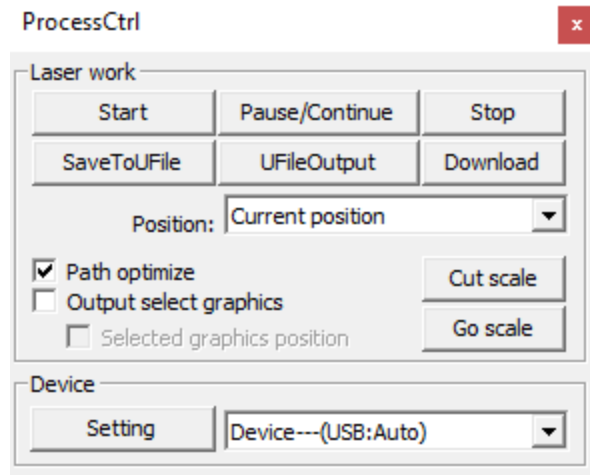 ProcessCtrl
x
Laser work
Start Pause/Continue Stop
SaveToUFile UFileOutput Download
Position: Current position
Path optimize
Cut scale
Output select graphics
Go scale
Selected graphics position
Device
Setting Device---(USB:Auto)